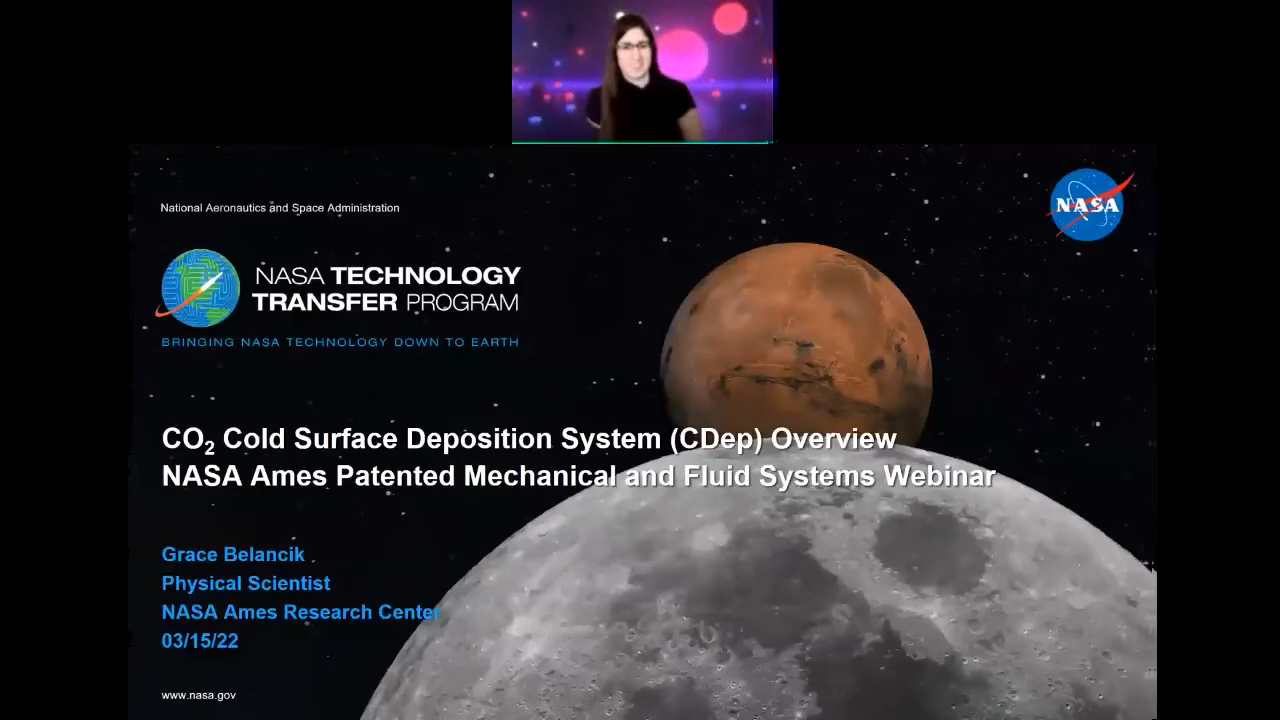 National Aeronautics and Space Administration
NASA
NASA TECHNOLOGY
TRANSFER PROGRAM
BRINGING NASA TECHNOLOGY DOWN TO EARTH
CO₂ Cold Surface Deposition System (CDep) Overview
NASA Ames Patented Mechanical and Fluid Systems Webinar
Grace Belancik
Physical Scientist
NASA Ames Research Center
03/15/22
www.nasa.gov